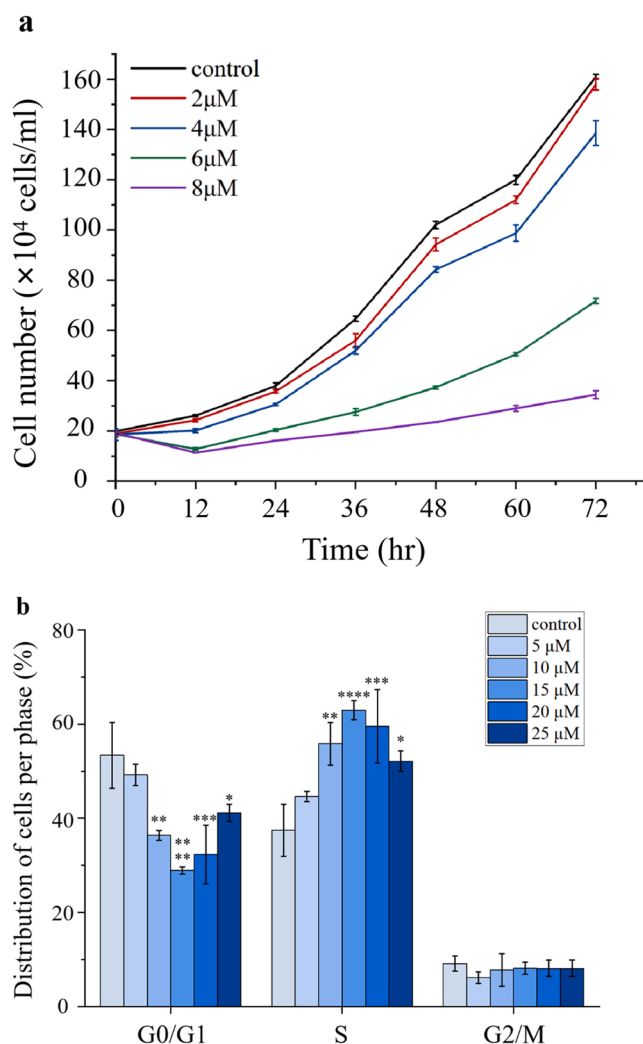 a
control
2μM
4μM
6μM
8μM
160
140
120
100
80
60
40
20
0
Cell number (×10⁴ cells/ml)
0 12 24 36 48 60 72
Time (hr)
b
control
5 μM
10 μM
15 μM
20 μM
25 μM
80
60
40
20
0
Distribution of cells per phase (%)
** ** ** *** *
** **** *** *
G0/G1 S G2/M